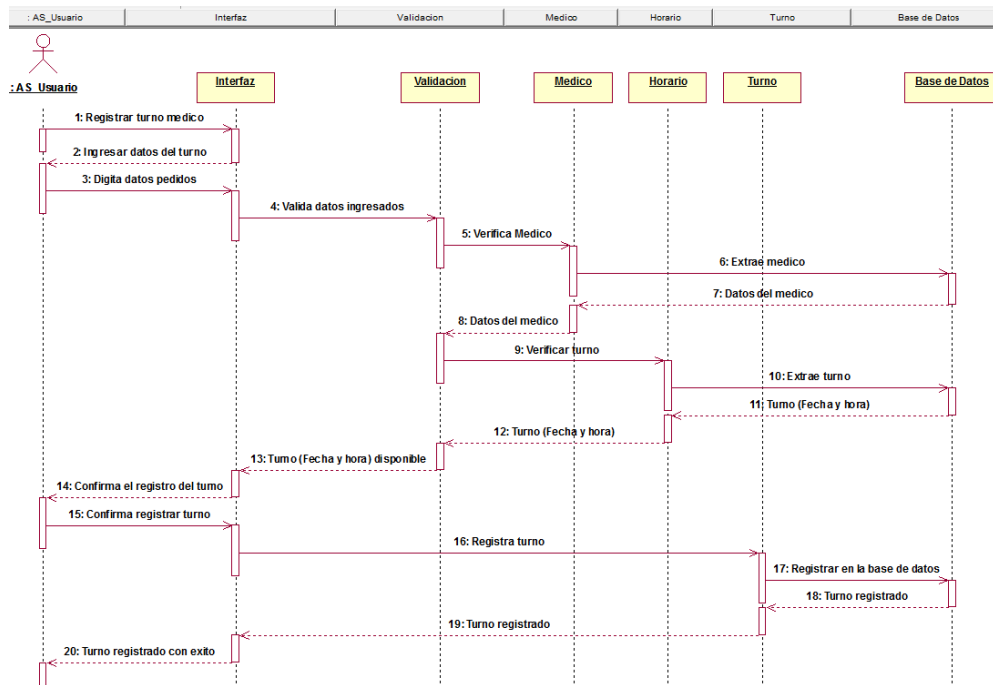 : AS_Usuario Interfaz Validacion Medico Horario Turno Base de Datos
: AS_Usuario Interfaz Validacion Medico Horario Turno Base de Datos
1: Registrar turno medico
2: Ingresar datos del turno
3: Digita datos pedidos
4: Valida datos ingresados
5: Verifica Medico
6: Extrae medico
7: Datos del medico
8: Datos del medico
9: Verificar turno
10: Extrae turno
11: Turno (Fecha y hora)
12: Turno (Fecha y hora)
13: Turno (Fecha y hora) disponible
14: Confirma el registro del turno
15: Confirma registrar turno
16: Registra turno
17: Registrar en la base de datos
18: Turno registrado
19: Turno registrado
20: Turno registrado con exito